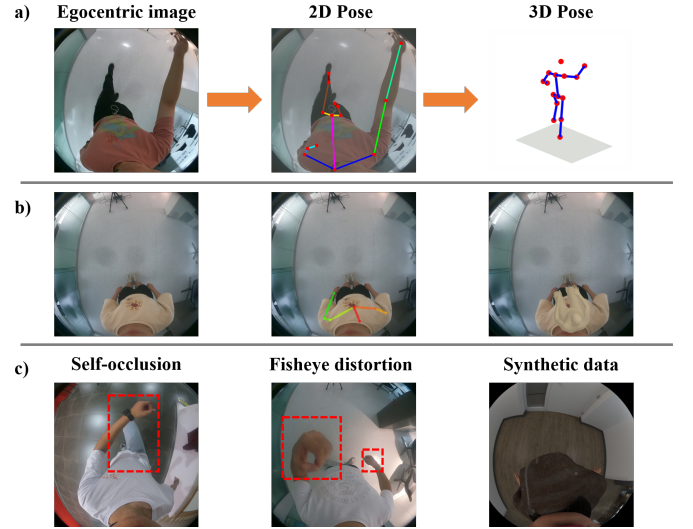 a) Egocentric image 2D Pose 3D Pose
b)
c) Self-occlusion Fisheye distortion Synthetic data